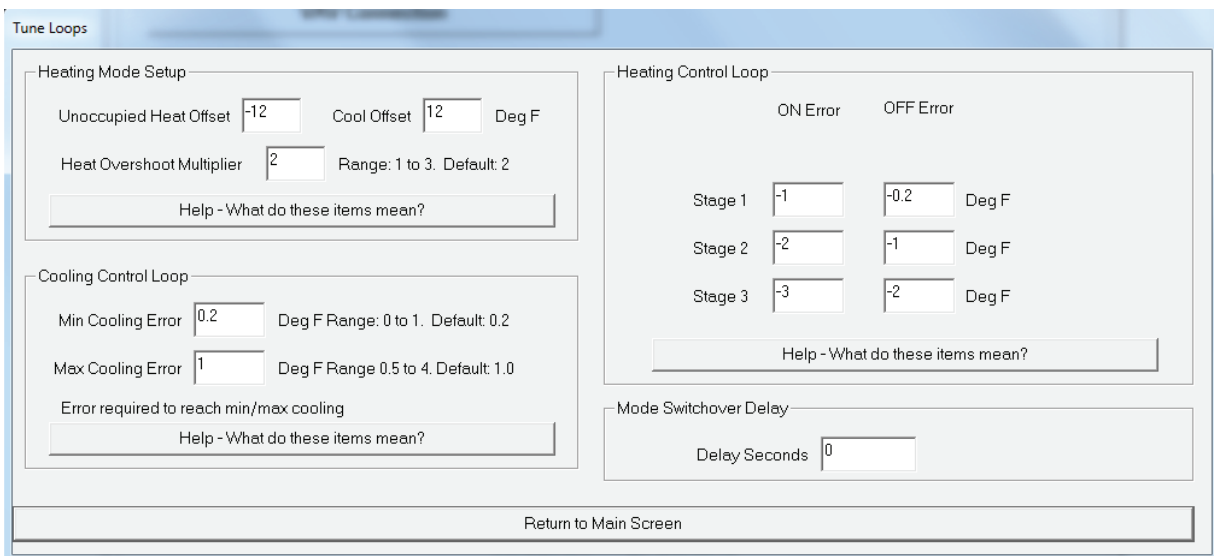 VAV Connection
Tune Loops
Heating Mode Setup
Unoccupied Heat Offset -12 Cool Offset 12 Deg F
Heat Overshoot Multiplier 2 Range: 1 to 3. Default: 2
Help - What do these items mean?
Cooling Control Loop
Min Cooling Error 0.2 Deg F Range: 0 to 1. Default: 0.2
Max Cooling Error 1 Deg F Range 0.5 to 4. Default: 1.0
Error required to reach min/max cooling
Help - What do these items mean?
Heating Control Loop
ON Error OFF Error
Stage 1 -1 -0.2 Deg F
Stage 2 -2 -1 Deg F
Stage 3 -3 -2 Deg F
Help - What do these items mean?
Mode Switchover Delay
Delay Seconds 0
Return to Main Screen